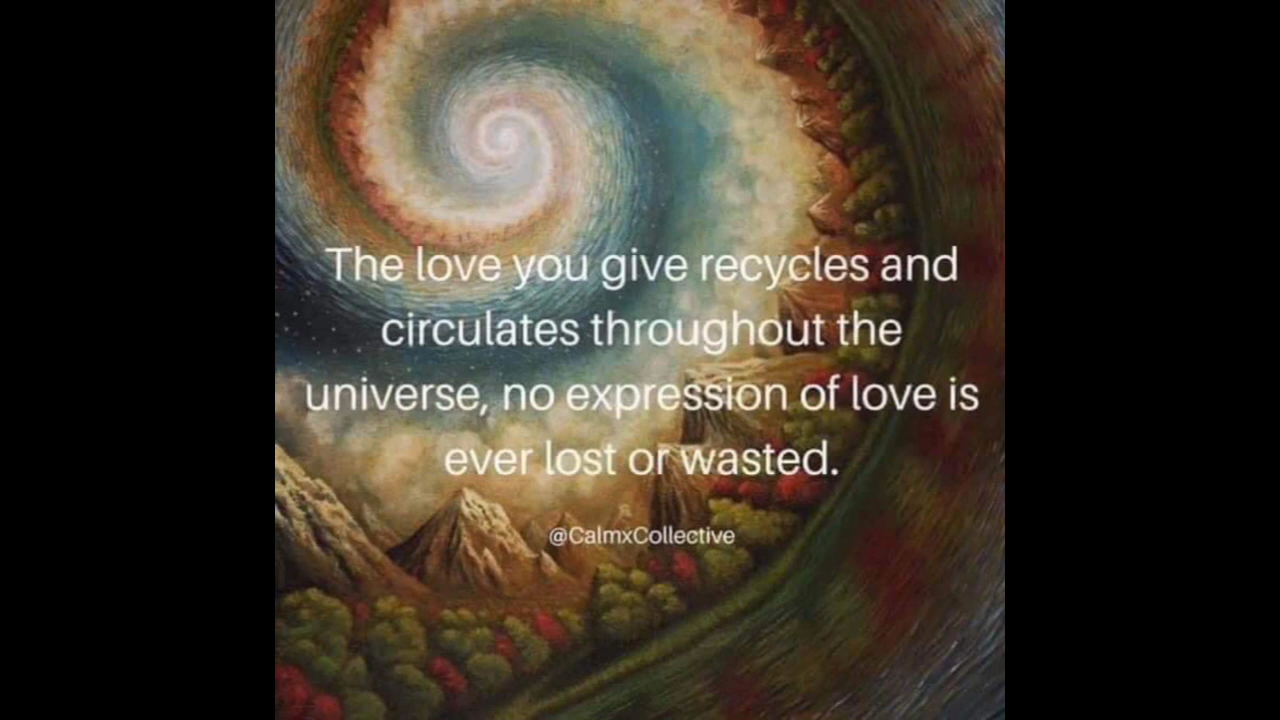 The love you give recycles and
circulates throughout the
universe, no expression of love is
ever lost or wasted.
@CalmxCollective